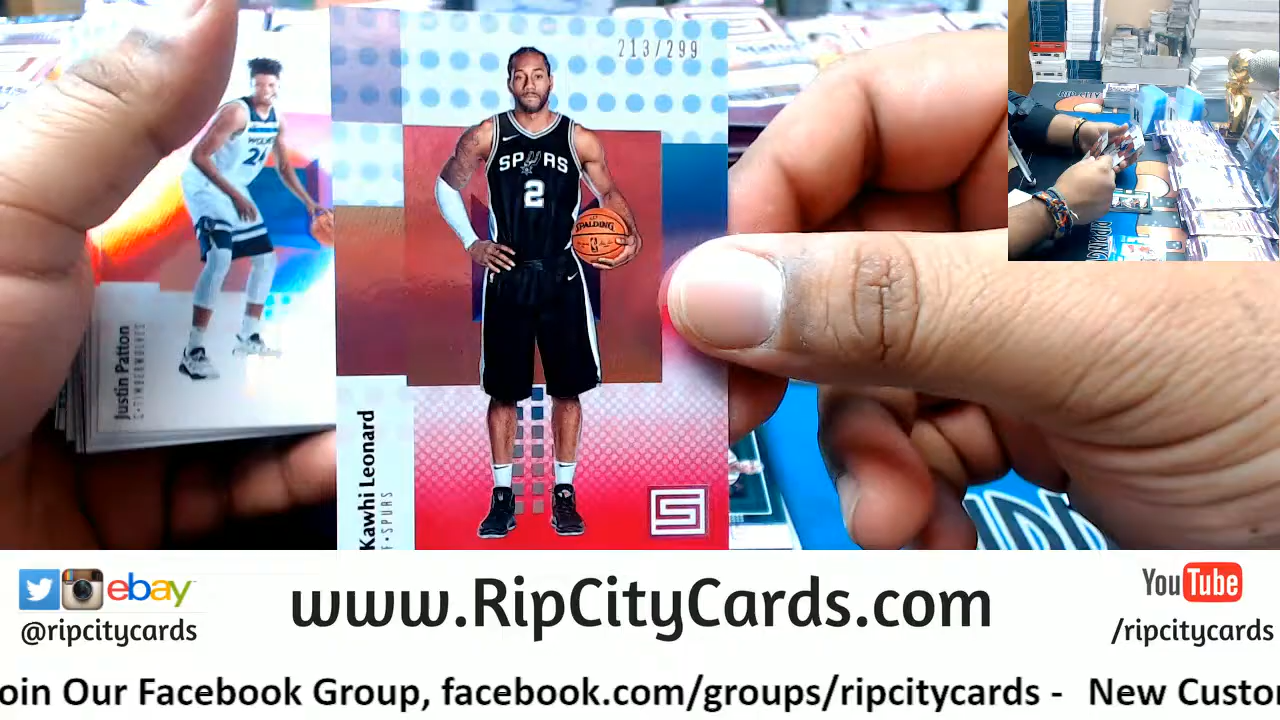 213/299
WOLVES
24
SPURS
2
SPALDING
Justin Patton
C•TIMBERWOLVES
Kawhi Leonard
F•SPURS
S
ebay
@ripcitycards
www.RipCityCards.com
YouTube
/ripcitycards
oin Our Facebook Group, facebook.com/groups/ripcitycards - New Custo